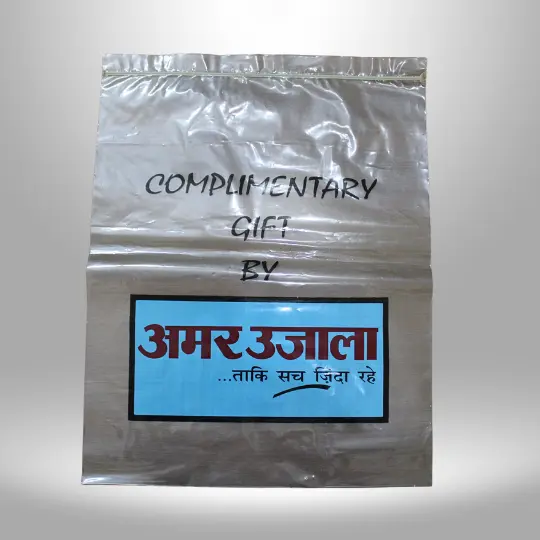 COMPLIMENTARY
GIFT
BY
अमर उजाला
...ताकि सच ज़िंदा रहे